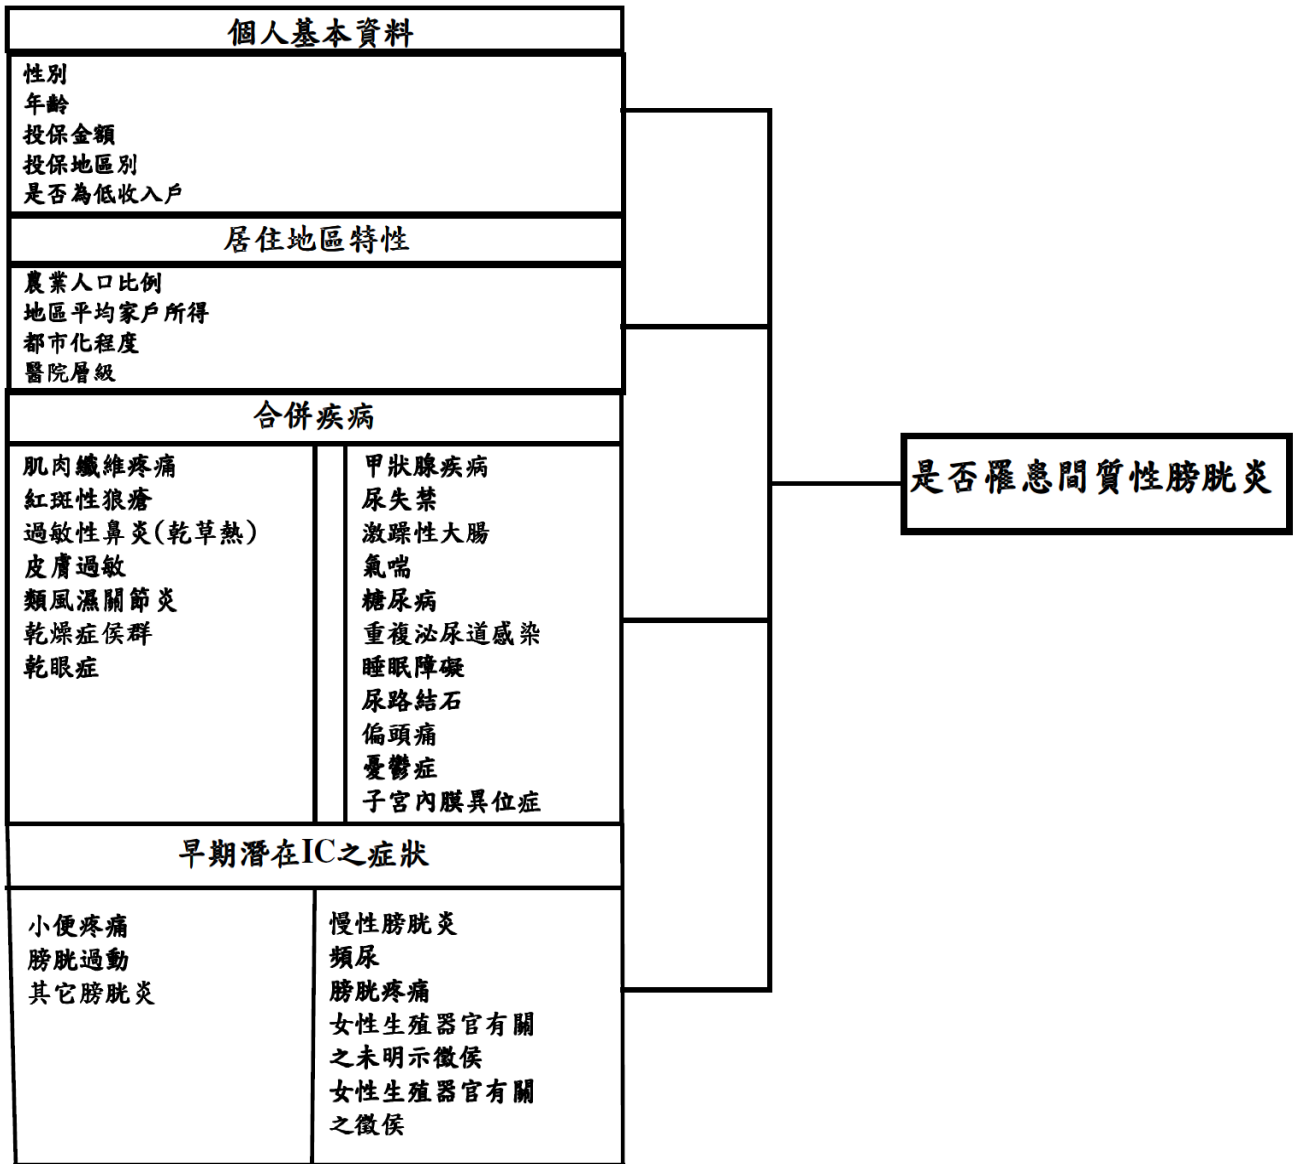 個人基本資料
性別
年齡
投保金額
投保地區別
是否為低收入戶
居住地區特性
農業人口比例
地區平均家戶所得
都市化程度
醫院層級
合併疾病
肌肉纖維疼痛
紅斑性狼瘡
過敏性鼻炎(乾草熱)
皮膚過敏
類風濕關節炎
乾燥症侯群
乾眼症
甲狀腺疾病
尿失禁
激躁性大腸
氣喘
糖尿病
重複泌尿道感染
睡眠障礙
尿路結石
偏頭痛
憂鬱症
子宮內膜異位症
早期潛在IC之症狀
小便疼痛
膀胱過動
其它膀胱炎
慢性膀胱炎
頻尿
膀胱疼痛
女性生殖器官有關
之未明示徵侯
女性生殖器官有關
之徵侯
是否罹患間質性膀胱炎